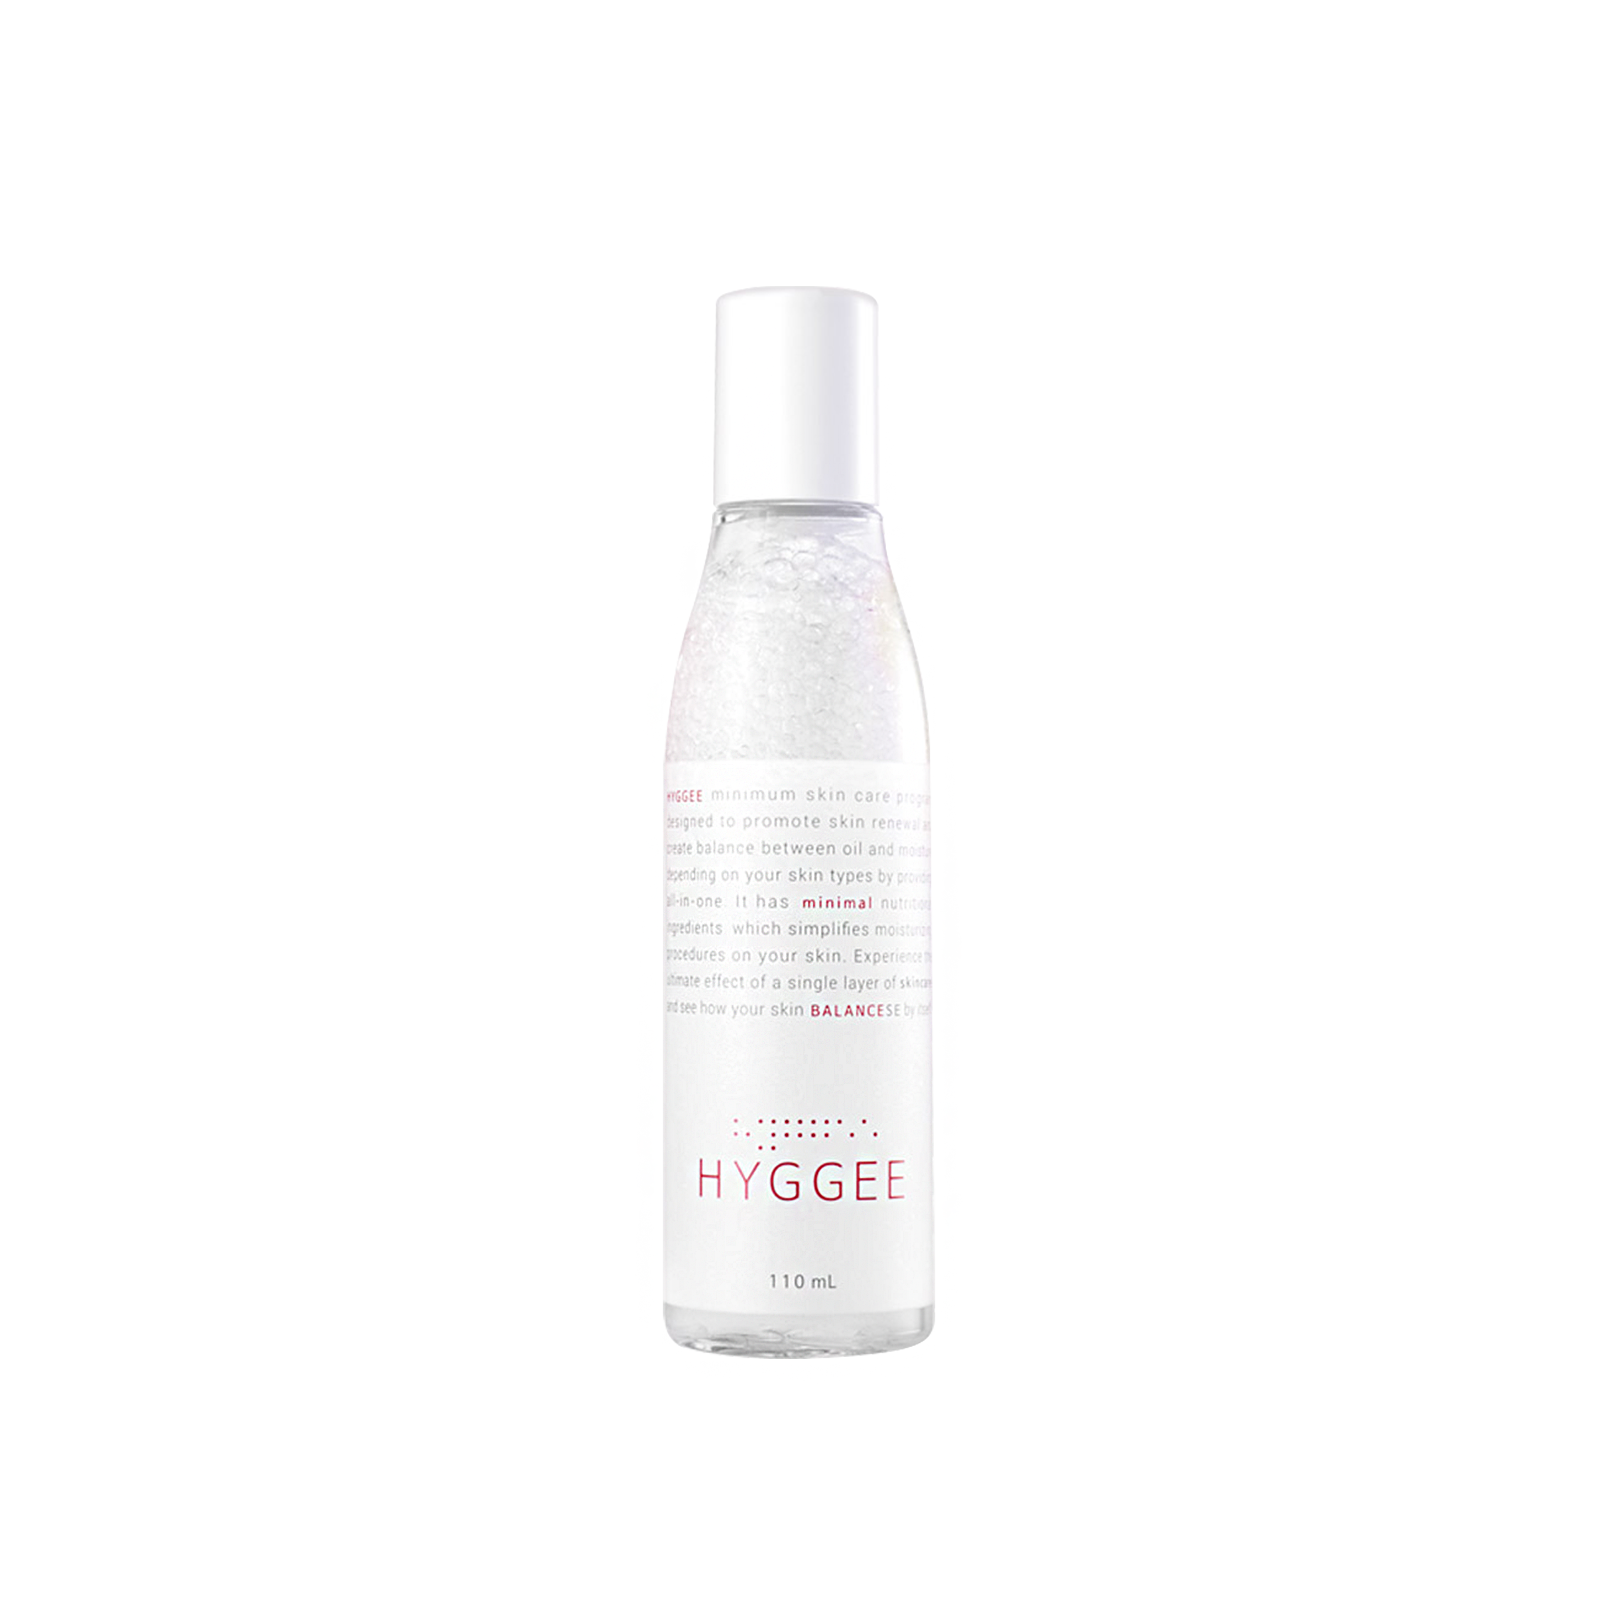 HYGGEE minimum skin care
designed to promote skin renewal
create balance between oil and
depending on your skin types by
all-in-one. It has minimal
ingredients which simplifies
procedures on your skin. Experience
ultimate effect of a single layer of skincare
and see how your skin BALANCESE by
HYGGEE
110 mL